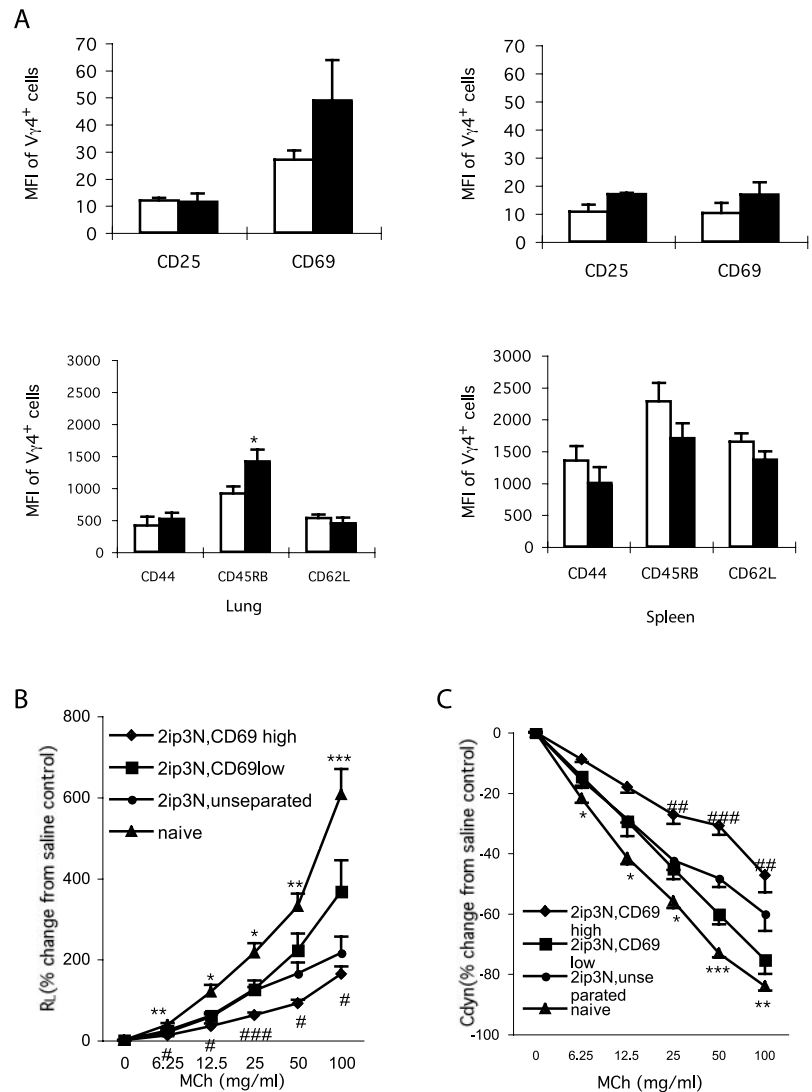 A
MFI of Vγ4+ cells
70
60
50
40
30
20
10
0
CD25 CD69
MFI of Vγ4+ cells
70
60
50
40
30
20
10
0
CD25 CD69
MFI of Vγ4+ cells
3000
2500
2000
1500
1000
500
0
*
CD44 CD45RB CD62L
Lung
MFI of Vγ4+ cells
3000
2500
2000
1500
1000
500
0
CD44 CD45RB CD62L
Spleen
B
RL(% change from saline control)
800
600
400
200
0
2ip3N,CD69 high
2ip3N,CD69low
2ip3N,unseparated
naive
** * * ** ***
# # ### # #
0 6.25 12.5 25 50 100
MCh (mg/ml)
C
Cdyn(% change from saline control)
0
-20
-40
-60
-80
-100
## ### ##
* * * *** **
2ip3N,CD69
high
2ip3N,CD69
low
2ip3N,unse
parated
naive
0 6.25 12.5 25 50 100
MCh (mg/ml)